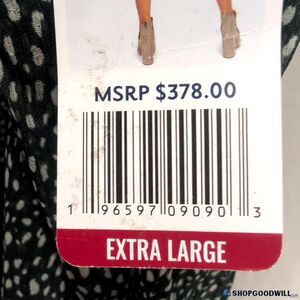 MSRP $378.00
1 96597 09090 3
EXTRA LARGE
SHOPGOODWILL